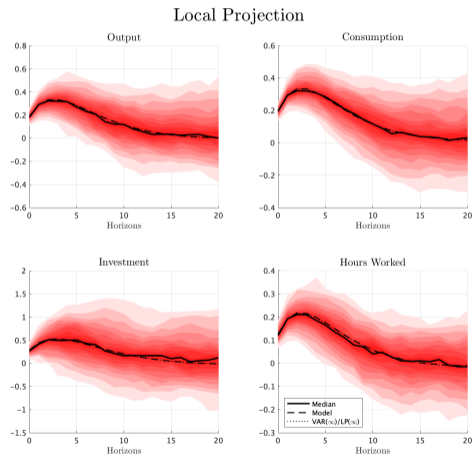 Local Projection
Output
0.8
0.6
0.4
0.2
0
-0.2
-0.4
-0.6
0 5 10 15 20
Horizons
Consumption
0.6
0.4
0.2
0
-0.2
-0.4
0 5 10 15 20
Horizons
Investment
2
1.5
1
0.5
0
-0.5
-1
-1.5
0 5 10 15 20
Horizons
Hours Worked
0.4
0.3
0.2
0.1
0
-0.1
-0.2
-0.3
Median
Model
VAR(∞)/LP(∞)
0 5 10 15 20
Horizons